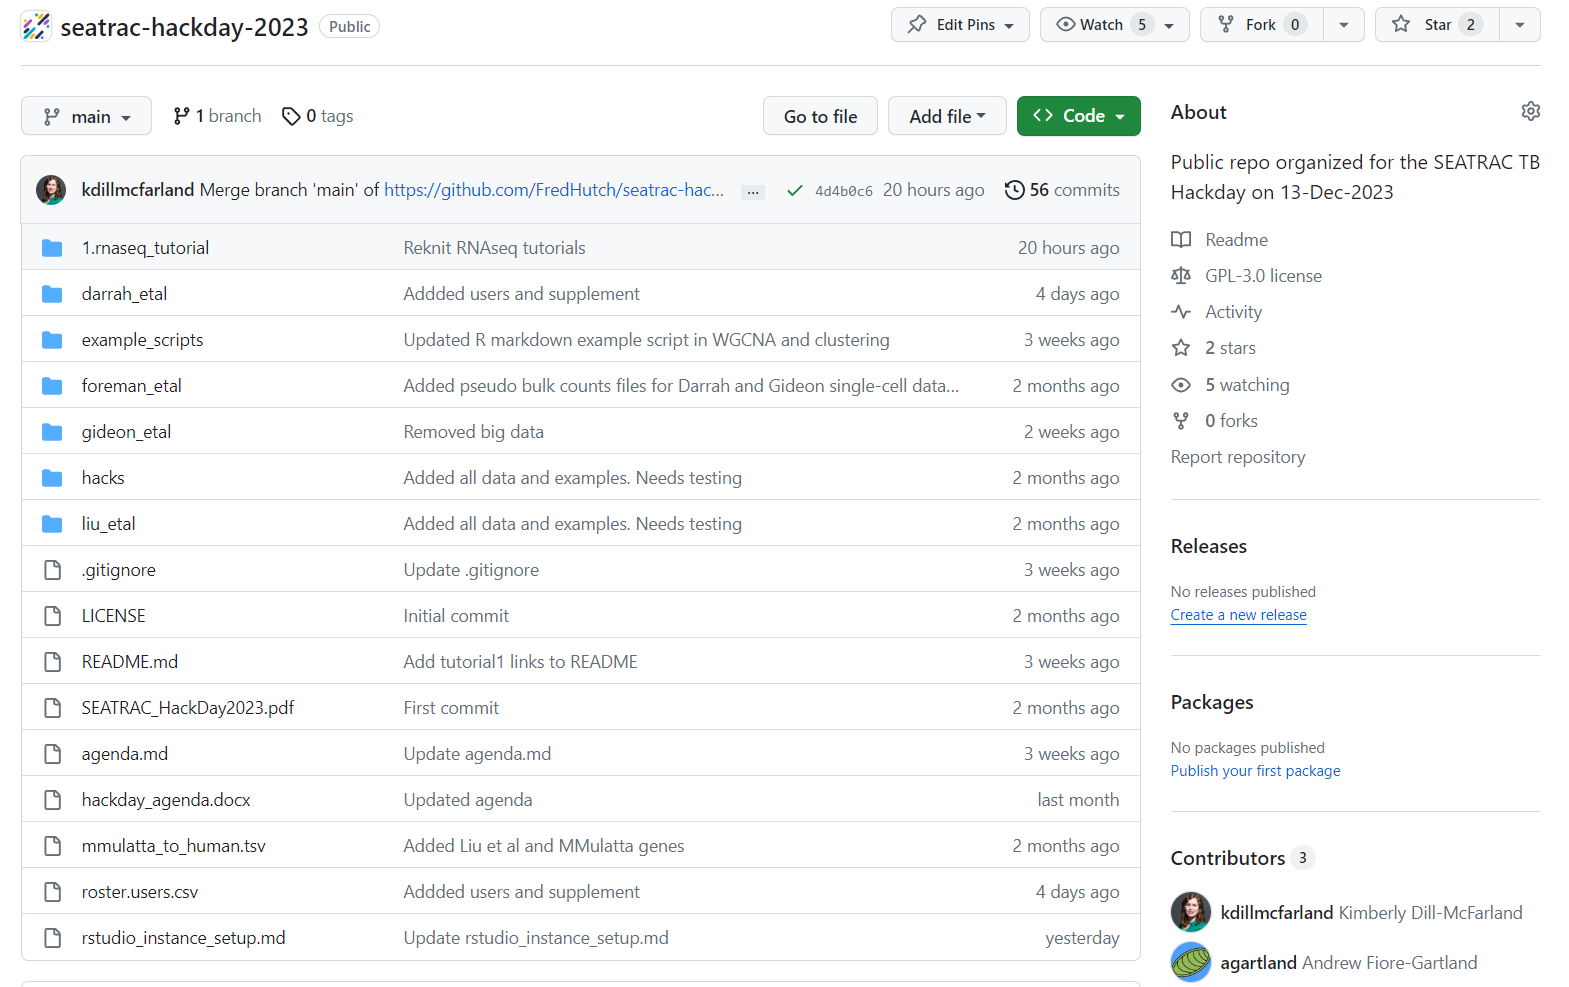 seatrac-hackday-2023 Public Edit Pins Watch 5 Fork 0 Star 2
main 1 branch 0 tags Go to file Add file Code
kdillmcfarland Merge branch 'main' of https://github.com/FredHutch/seatrac-hac... ... 4d4b0c6 20 hours ago 56 commits
1.rnaseq_tutorial Reknit RNAseq tutorials 20 hours ago
darrah_etal Addded users and supplement 4 days ago
example_scripts Updated R markdown example script in WGCNA and clustering 3 weeks ago
foreman_etal Added pseudo bulk counts files for Darrah and Gideon single-cell data... 2 months ago
gideon_etal Removed big data 2 weeks ago
hacks Added all data and examples. Needs testing 2 months ago
liu_etal Added all data and examples. Needs testing 2 months ago
.gitignore Update .gitignore 3 weeks ago
LICENSE Initial commit 2 months ago
README.md Add tutorial1 links to README 3 weeks ago
SEATRAC_HackDay2023.pdf First commit 2 months ago
agenda.md Update agenda.md 3 weeks ago
hackday_agenda.docx Updated agenda last month
mmulatta_to_human.tsv Added Liu et al and MMulatta genes 2 months ago
roster.users.csv Addded users and supplement 4 days ago
rstudio_instance_setup.md Update rstudio_instance_setup.md yesterday
About
Public repo organized for the SEATRAC TB
Hackday on 13-Dec-2023
Readme
GPL-3.0 license
Activity
2 stars
5 watching
0 forks
Report repository
Releases
No releases published
Create a new release
Packages
No packages published
Publish your first package
Contributors 3
kdillmcfarland Kimberly Dill-McFarland
agartland Andrew Fiore-Gartland